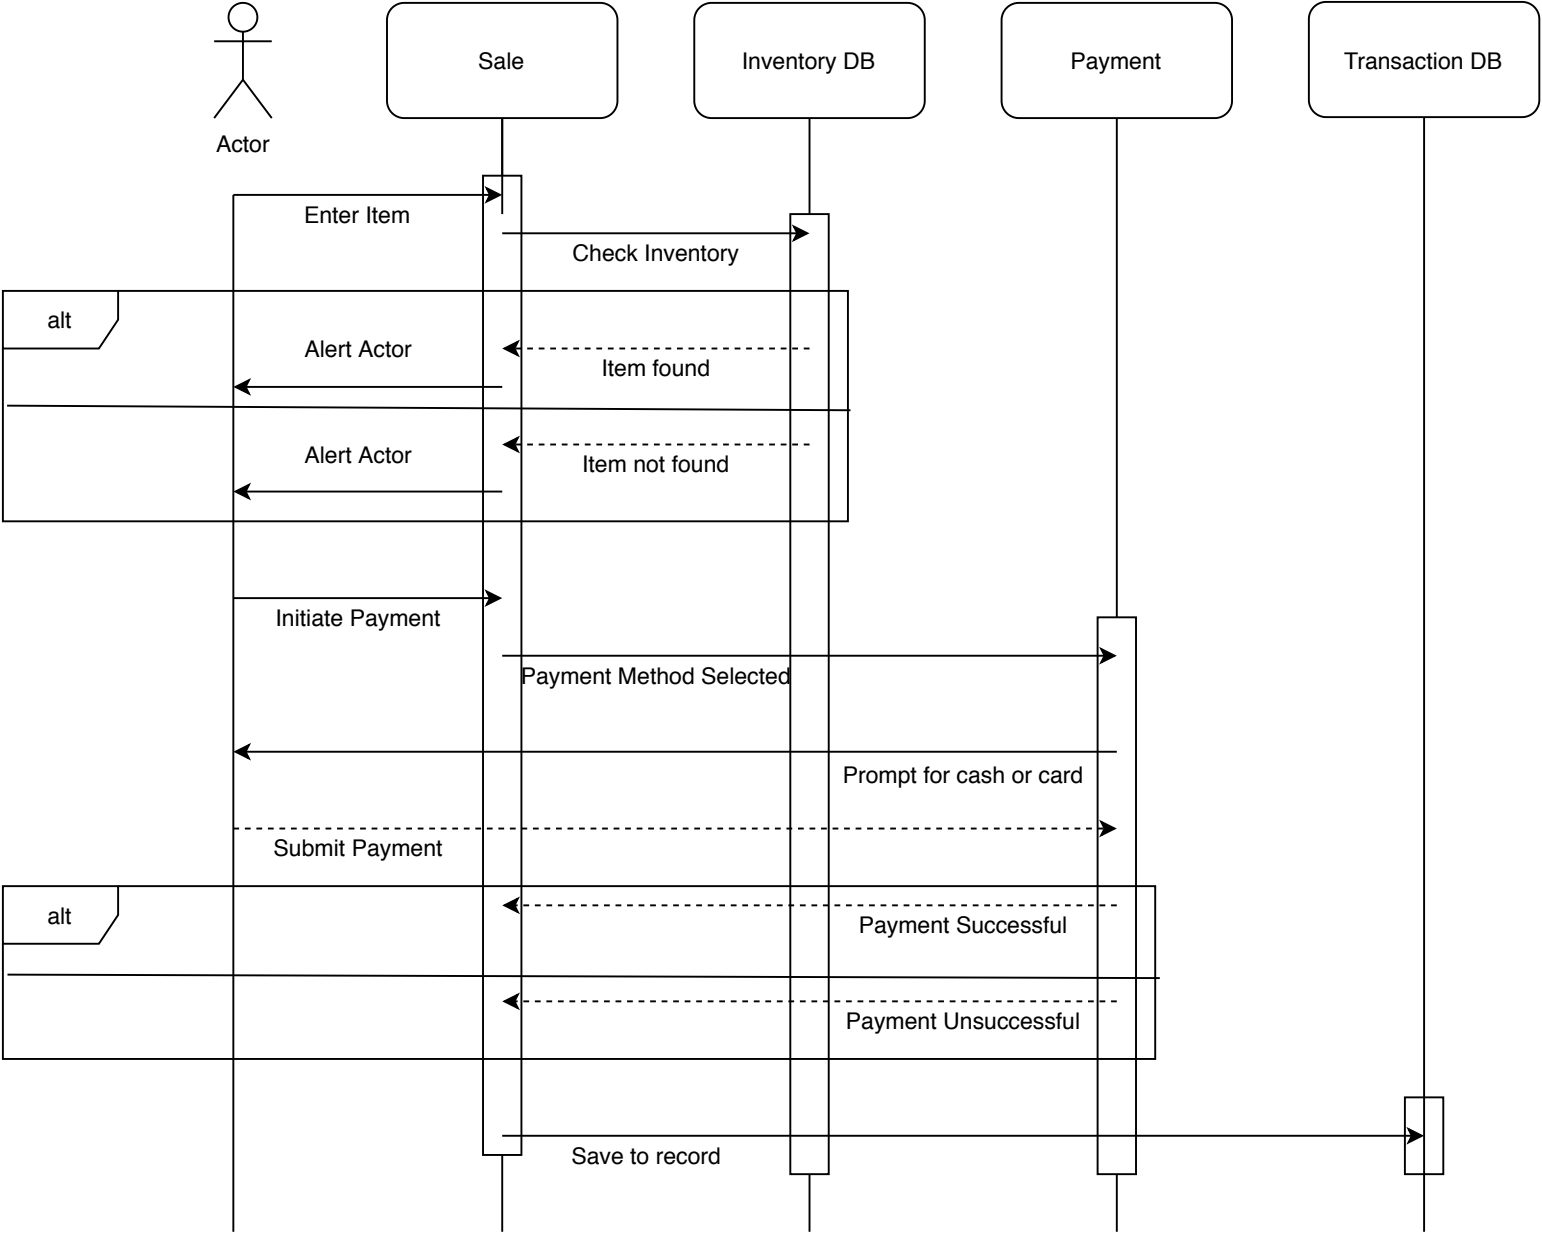 Sale
Inventory DB
Payment
Transaction DB
Actor
Enter Item
Check Inventory
alt
Alert Actor
Item found
Alert Actor
Item not found
Initiate Payment
Payment Method Selected
Prompt for cash or card
Submit Payment
alt
Payment Successful
Payment Unsuccessful
Save to record